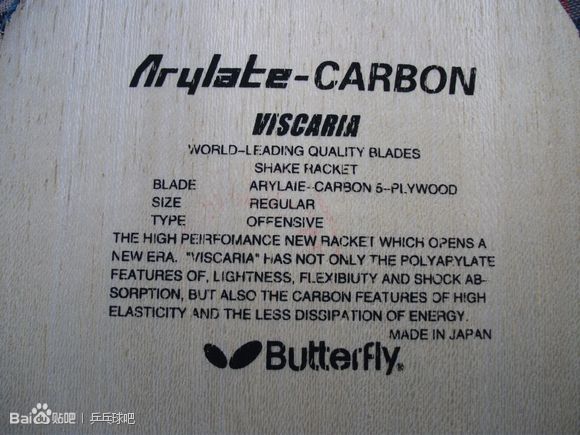 Arylate-CARBON
VISCARIA
WORLD-LEADING QUALITY BLADES
SHAKE RACKET
BLADE ARYLAIE-CARBON 5-PLYWOOD
SIZE REGULAR
TYPE OFFENSIVE
THE HIGH PEIRFOMANCE NEW RACKET WHICH OPENS A
NEW ERA. "VISCARIA" HAS NOT ONLY THE POLYAPYLATE
FEATURES OF, LIGHTNESS, FLEXIBIUTY AND SHOCK AB-
SORPTION, BUT ALSO THE CARBON FEATURES OF HIGH
ELASTICITY AND THE LESS DISSIPATION OF ENERGY.
MADE IN JAPAN
Butterfly®
Bai贴吧 | 乒乓球吧